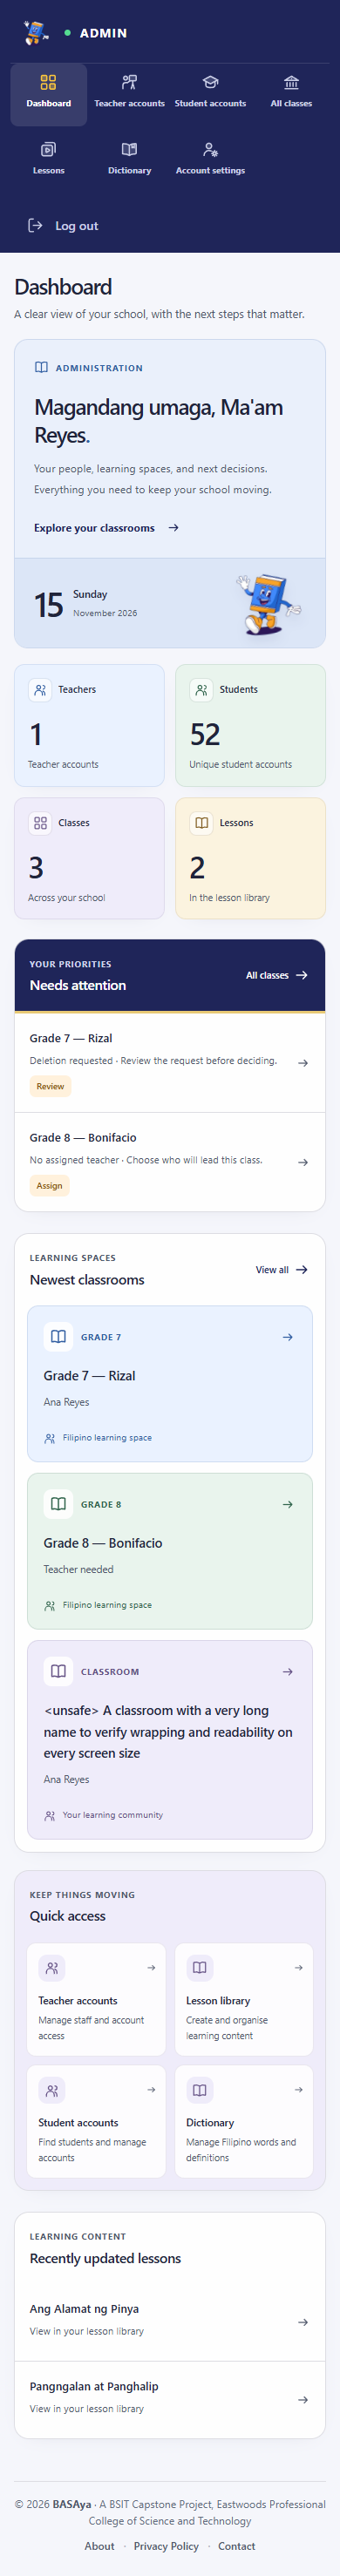 ADMIN
Dashboard
Teacher accounts
Student accounts
All classes
Lessons
Dictionary
Account settings
Log out
Dashboard
A clear view of your school, with the next steps that matter.
ADMINISTRATION
Magandang umaga, Ma'am
Reyes.
Your people, learning spaces, and next decisions.
Everything you need to keep your school moving.
Explore your classrooms
15
Sunday
November 2026
Teachers
1
Teacher accounts
Students
52
Unique student accounts
Classes
3
Across your school
Lessons
2
In the lesson library
YOUR PRIORITIES
Needs attention
All classes
Grade 7 — Rizal
Deletion requested · Review the request before deciding.
Review
Grade 8 — Bonifacio
No assigned teacher · Choose who will lead this class.
Assign
LEARNING SPACES
Newest classrooms
View all
GRADE 7
Grade 7 — Rizal
Ana Reyes
Filipino learning space
GRADE 8
Grade 8 — Bonifacio
Teacher needed
Filipino learning space
CLASSROOM
<unsafe> A classroom with a very long
name to verify wrapping and readability on
every screen size
Ana Reyes
Your learning community
KEEP THINGS MOVING
Quick access
Teacher accounts
Manage staff and account
access
Lesson library
Create and organise
learning content
Student accounts
Find students and manage
accounts
Dictionary
Manage Filipino words and
definitions
LEARNING CONTENT
Recently updated lessons
Ang Alamat ng Pinya
View in your lesson library
Pangngalan at Panghalip
View in your lesson library
© 2026 BASAya · A BSIT Capstone Project, Eastwoods Professional
College of Science and Technology
About · Privacy Policy · Contact